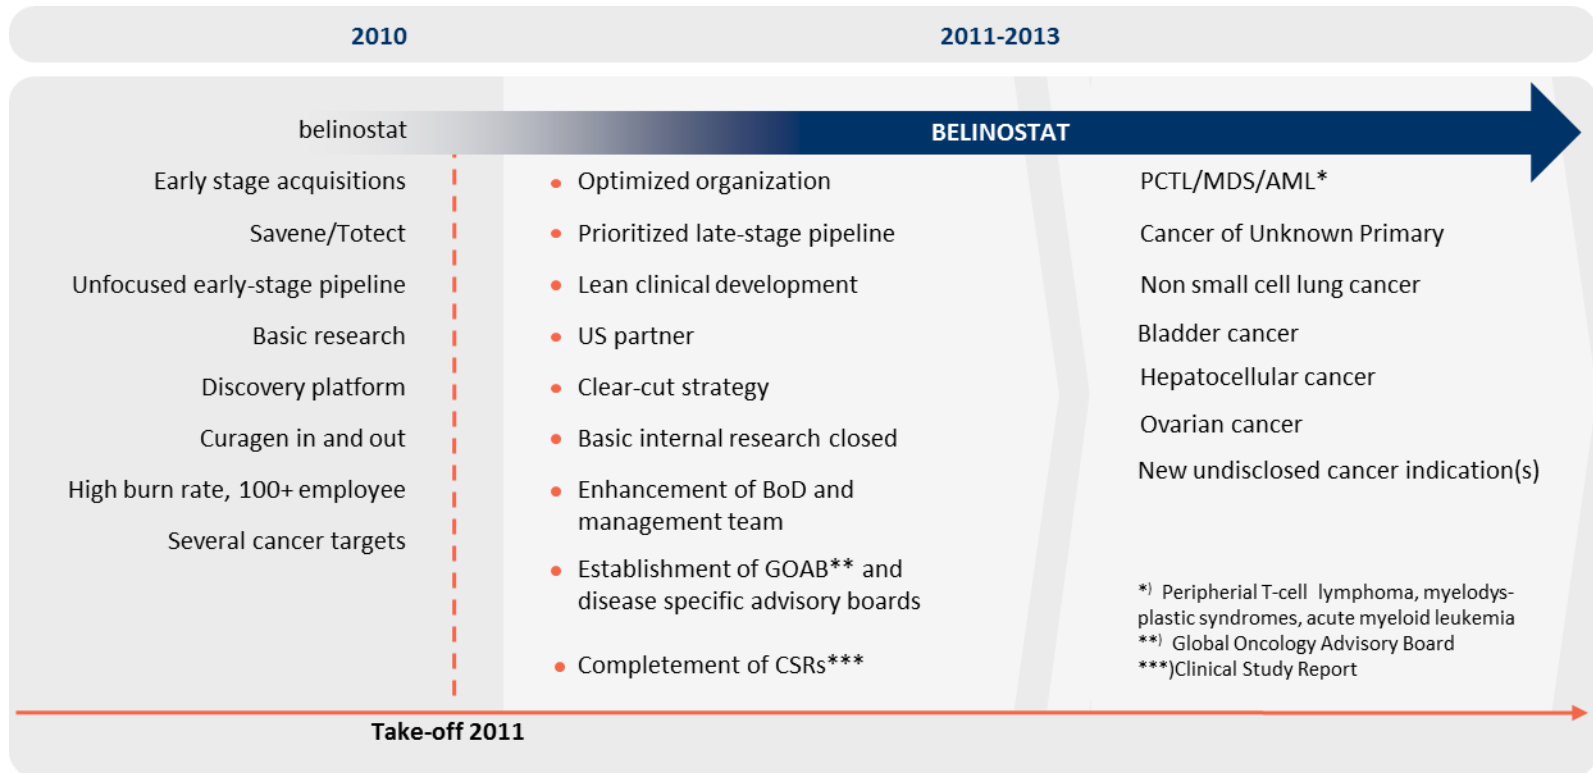 2010
2011-2013
belinostat
BELINOSTAT
Early stage acquisitions
Savene/Totect
Unfocused early-stage pipeline
Basic research
Discovery platform
Curagen in and out
High burn rate, 100+ employee
Several cancer targets
• Optimized organization
• Prioritized late-stage pipeline
• Lean clinical development
• US partner
• Clear-cut strategy
• Basic internal research closed
• Enhancement of BoD and
management team
• Establishment of GOAB** and
disease specific advisory boards
• Completement of CSRs***
PCTL/MDS/AML*
Cancer of Unknown Primary
Non small cell lung cancer
Bladder cancer
Hepatocellular cancer
Ovarian cancer
New undisclosed cancer indication(s)
*) Peripherial T-cell lymphoma, myelodys-
plastic syndromes, acute myeloid leukemia
**) Global Oncology Advisory Board
***)Clinical Study Report
Take-off 2011